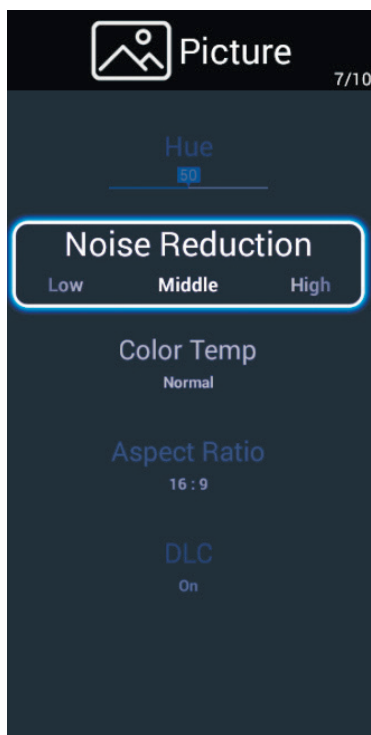 Picture
7/10
Hue
50
Noise Reduction
Low Middle High
Color Temp
Normal
Aspect Ratio
16 : 9
DLC
On